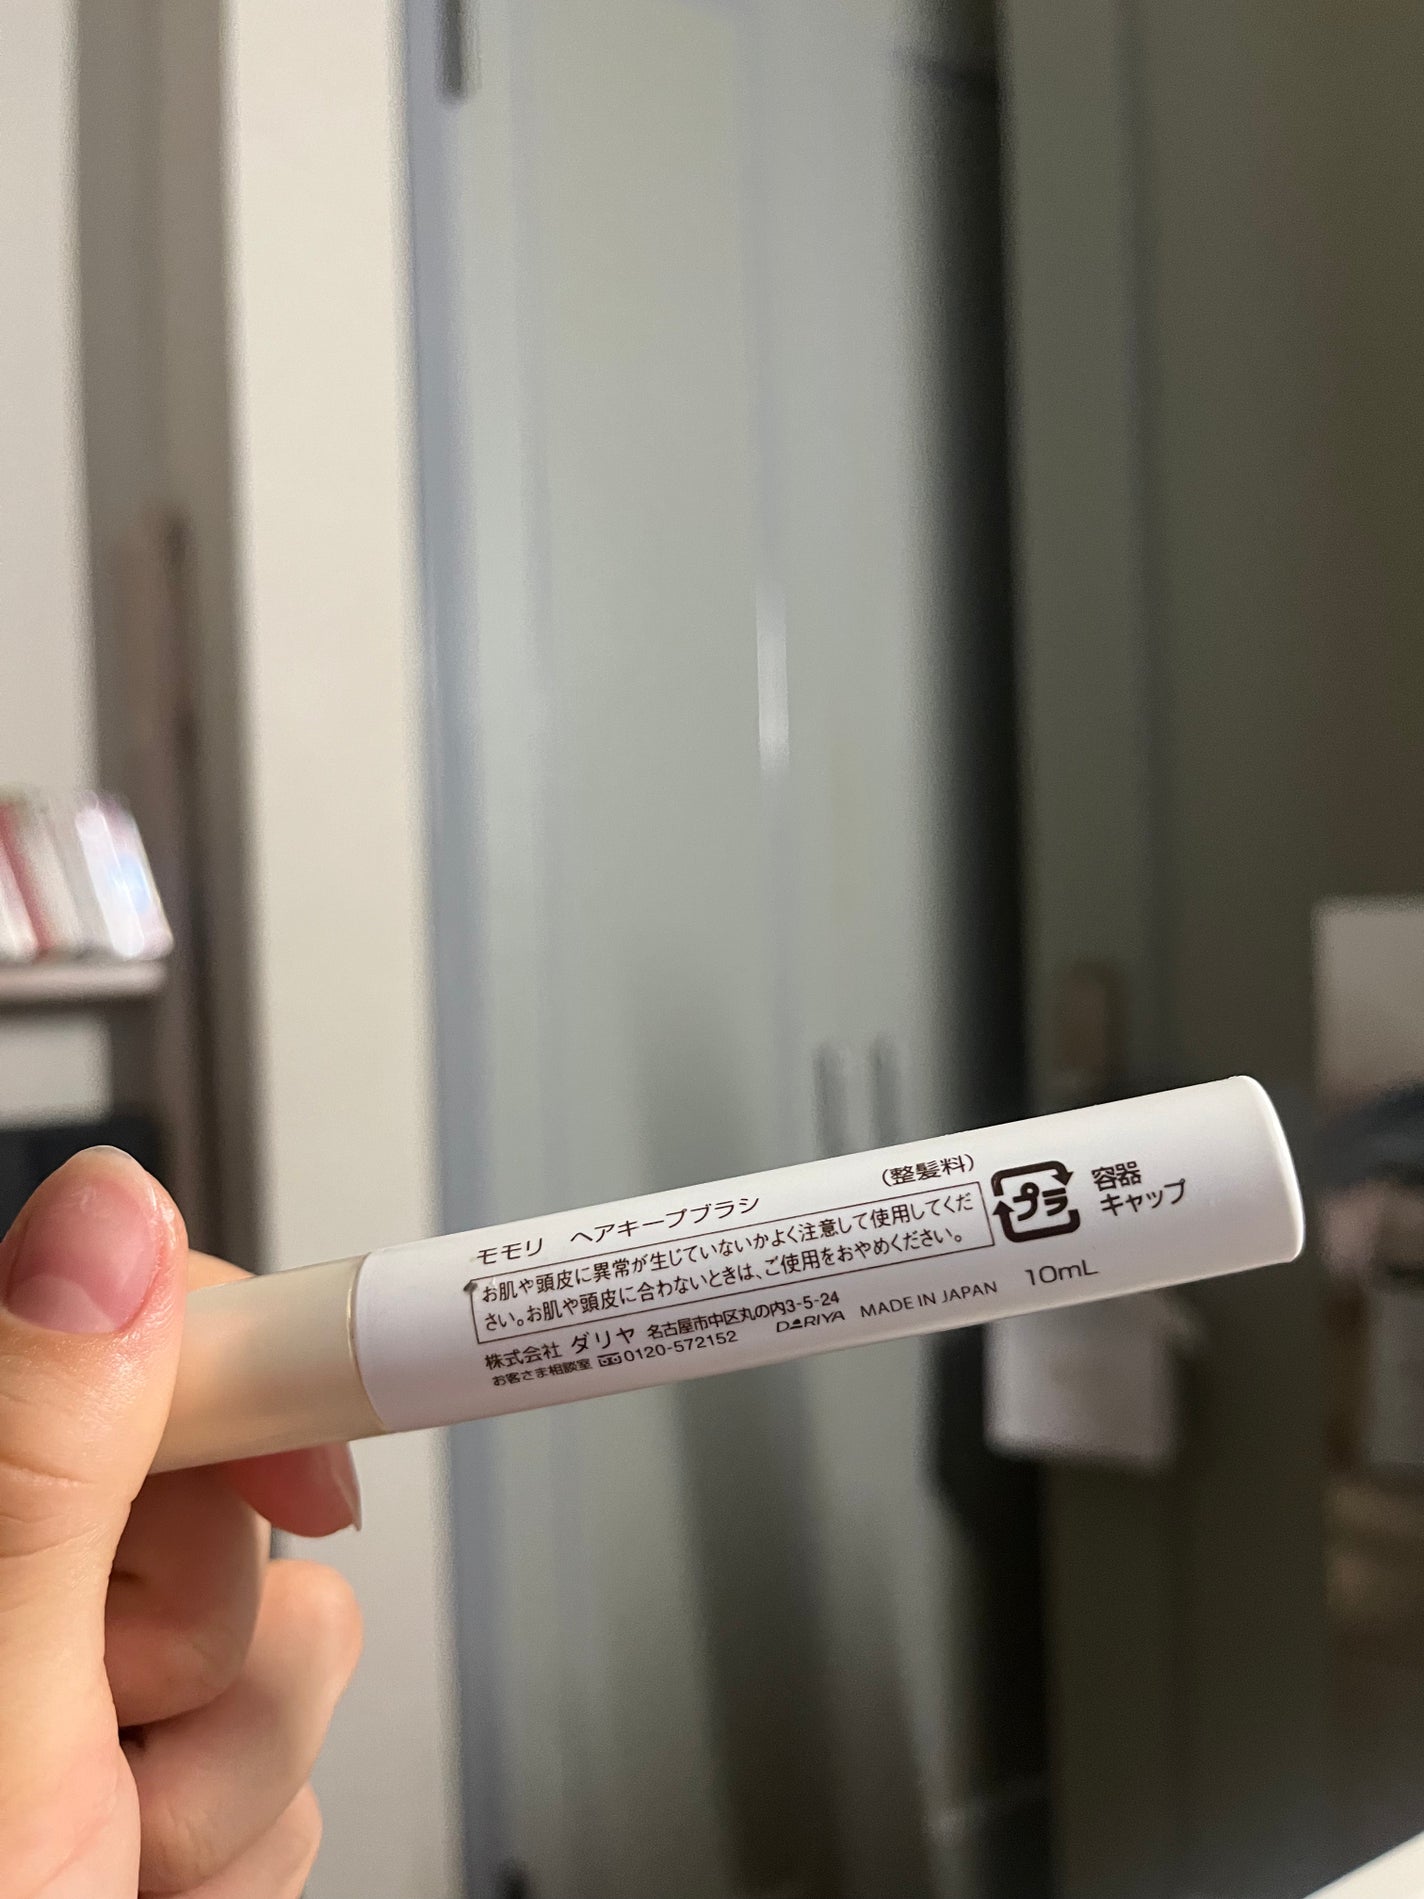 モモリ ヘアキープブラシ (整髪料)
お肌や頭皮に異常が生じていないかよく注意して使用してくだ
さい。お肌や頭皮に合わないときは、ご使用をおやめください。
株式会社 ダリヤ 名古屋市中区丸の内3-5-24
お客さま相談室 0120-572152 DARIYA MADE IN JAPAN 10mL
プラ
容器
キャップ